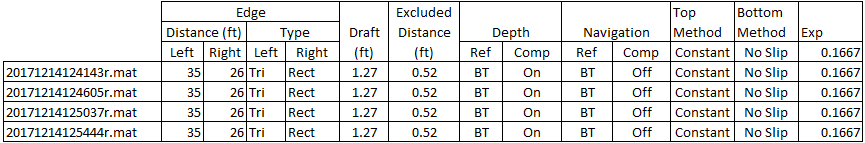 Edge Excluded Top Bottom
Distance (ft) Type Draft Distance Depth Navigation Method Method Exp
Left Right Left Right (ft) (ft) Ref Comp Ref Comp Constant No Slip 0.1667
20171214124143r.mat 35 26 Tri Rect 1.27 0.52 BT On BT Off Constant No Slip 0.1667
20171214124605r.mat 35 26 Tri Rect 1.27 0.52 BT On BT Off Constant No Slip 0.1667
20171214125037r.mat 35 26 Tri Rect 1.27 0.52 BT On BT Off Constant No Slip 0.1667
20171214125444r.mat 35 26 Tri Rect 1.27 0.52 BT On BT Off Constant No Slip 0.1667